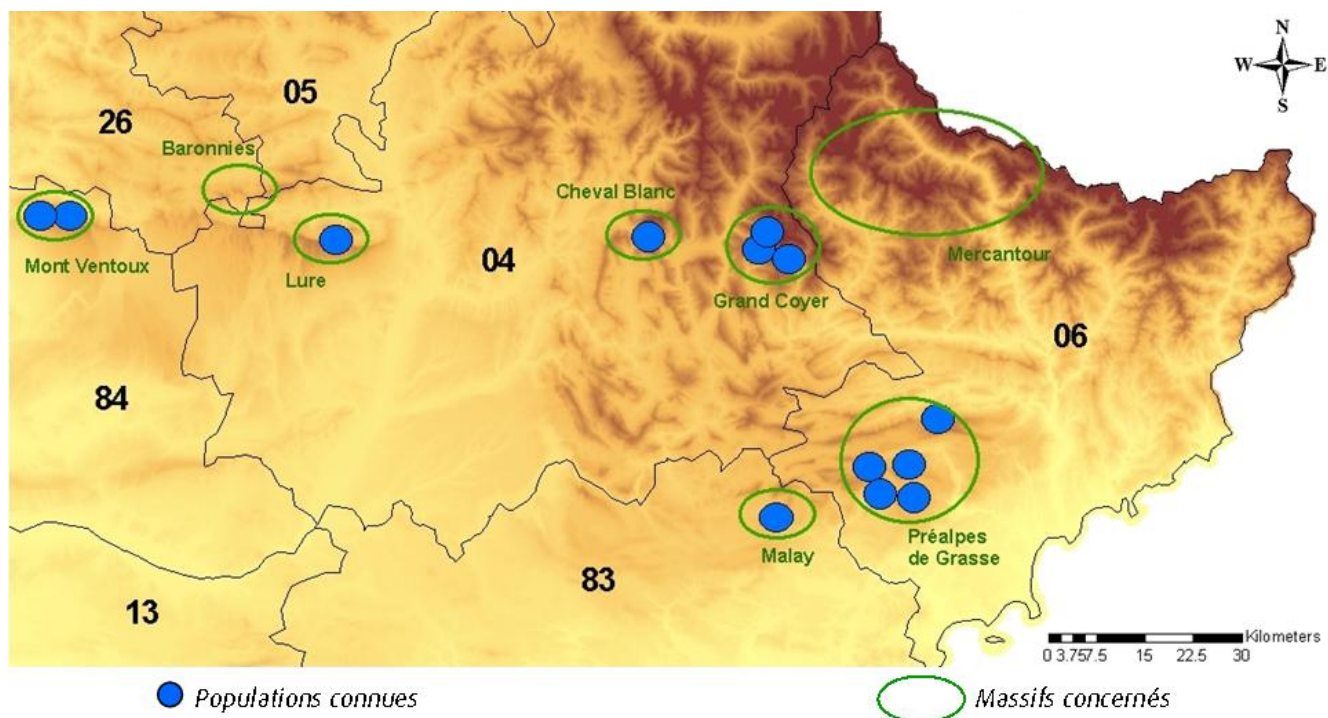 N
W E
S
05
26
Baronnies
Cheval Blanc
Mont Ventoux
Lure
04
Mercantour
Grand Coyer
06
84
Préalpes
de Grasse
Malay
83
13
Kilometers
0 3.757.5 15 22.5 30
Populations connues
Massifs concernés